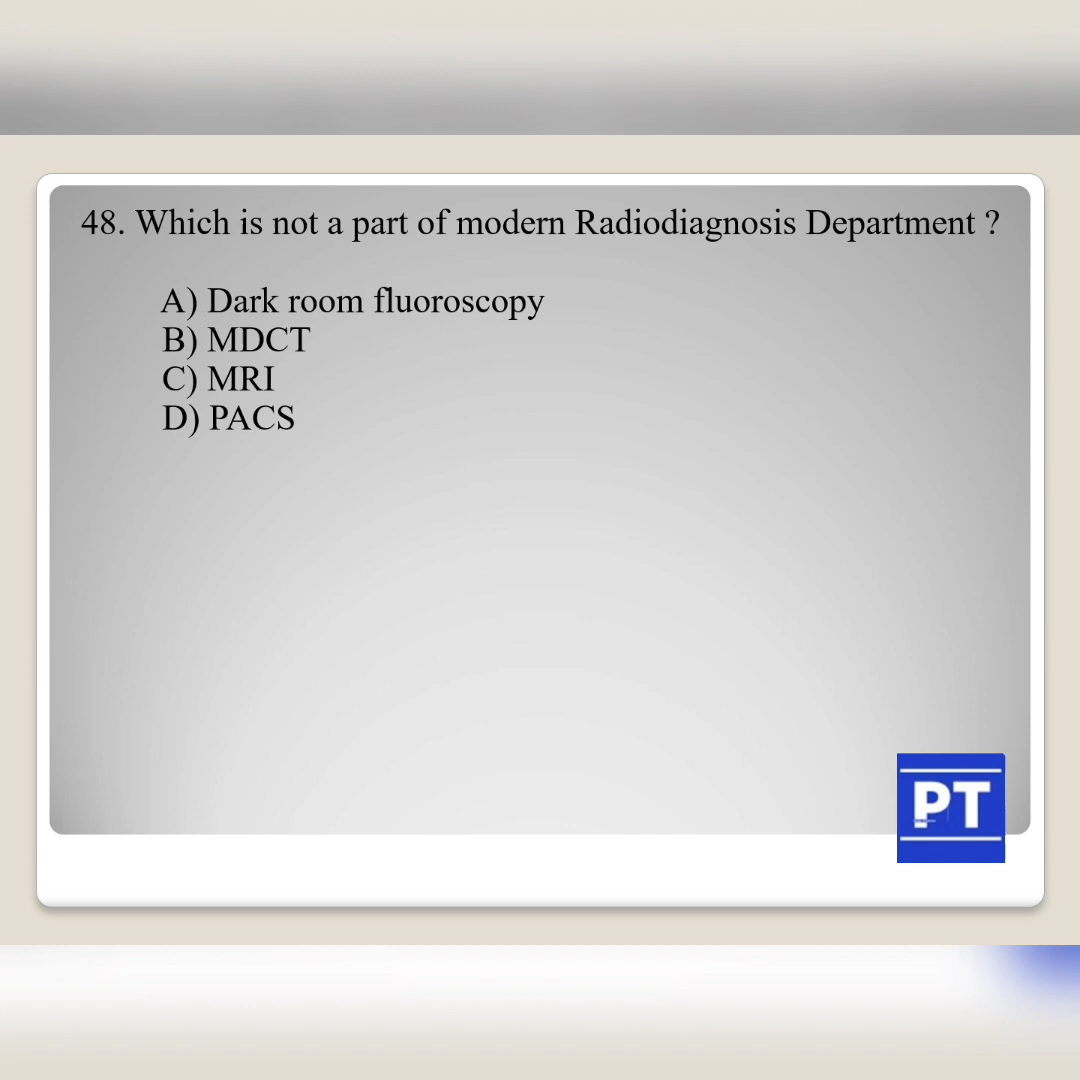 48. Which is not a part of modern Radiodiagnosis Department ?
A) Dark room fluoroscopy
B) MDCT
C) MRI
D) PACS
PT